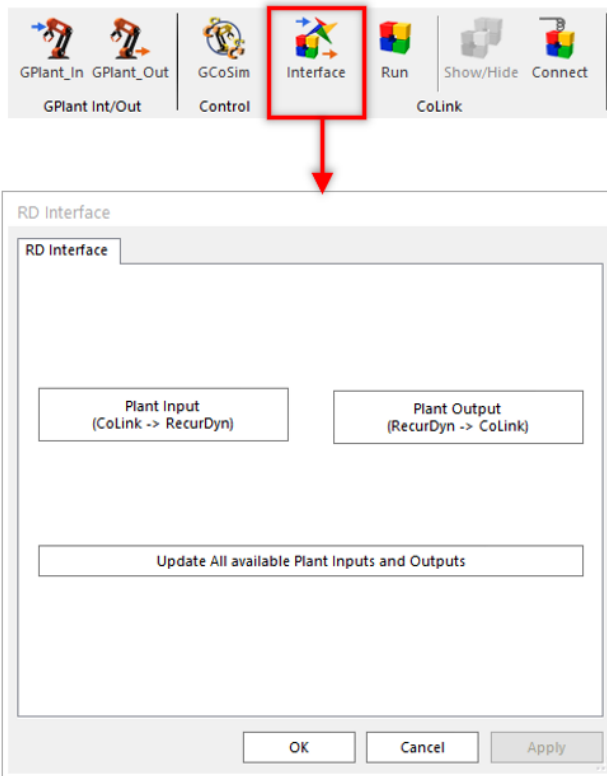 GPlant_In GPlant_Out GCoSim Interface Run Show/Hide Connect
GPlant Int/Out Control CoLink
RD Interface
RD Interface
Plant Input
(CoLink -> RecurDyn)
Plant Output
(RecurDyn -> CoLink)
Update All available Plant Inputs and Outputs
OK Cancel Apply